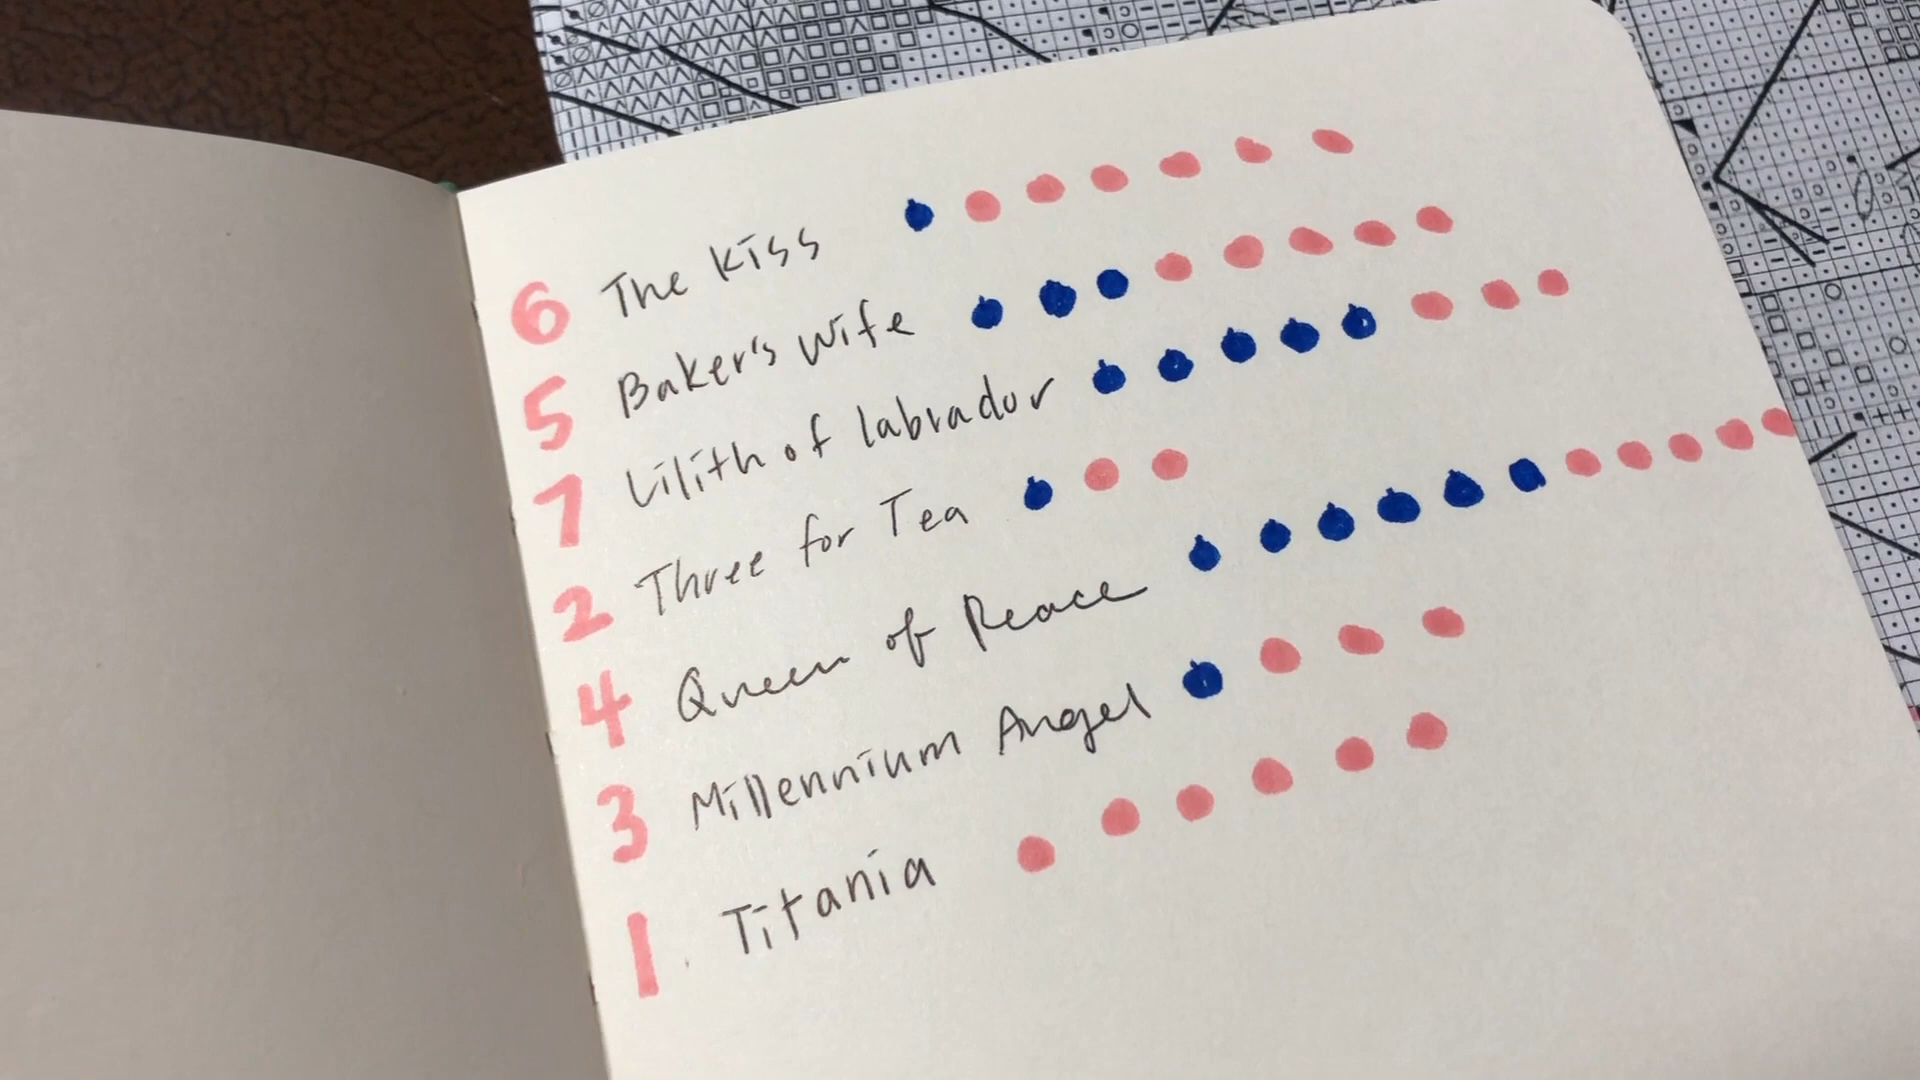 6 The Kiss
5 Baker's Wife
7 Lilith of labrador
2 Three for Tea
4 Queen of Peace
3 Millennium Angel
1 Titania